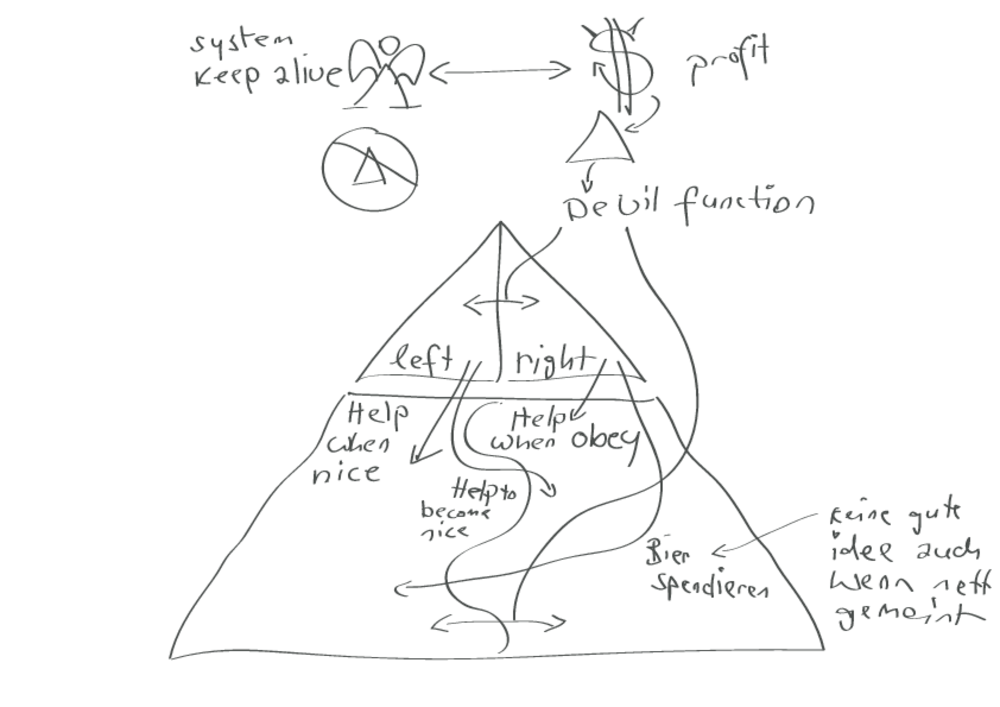 system
keep alive
profit
Devil function
left
right
Help
when
nice
Help
when obey
Help to
become
nice
Bier
spendieren
keine gute
idee auch
wenn nett
gemeint